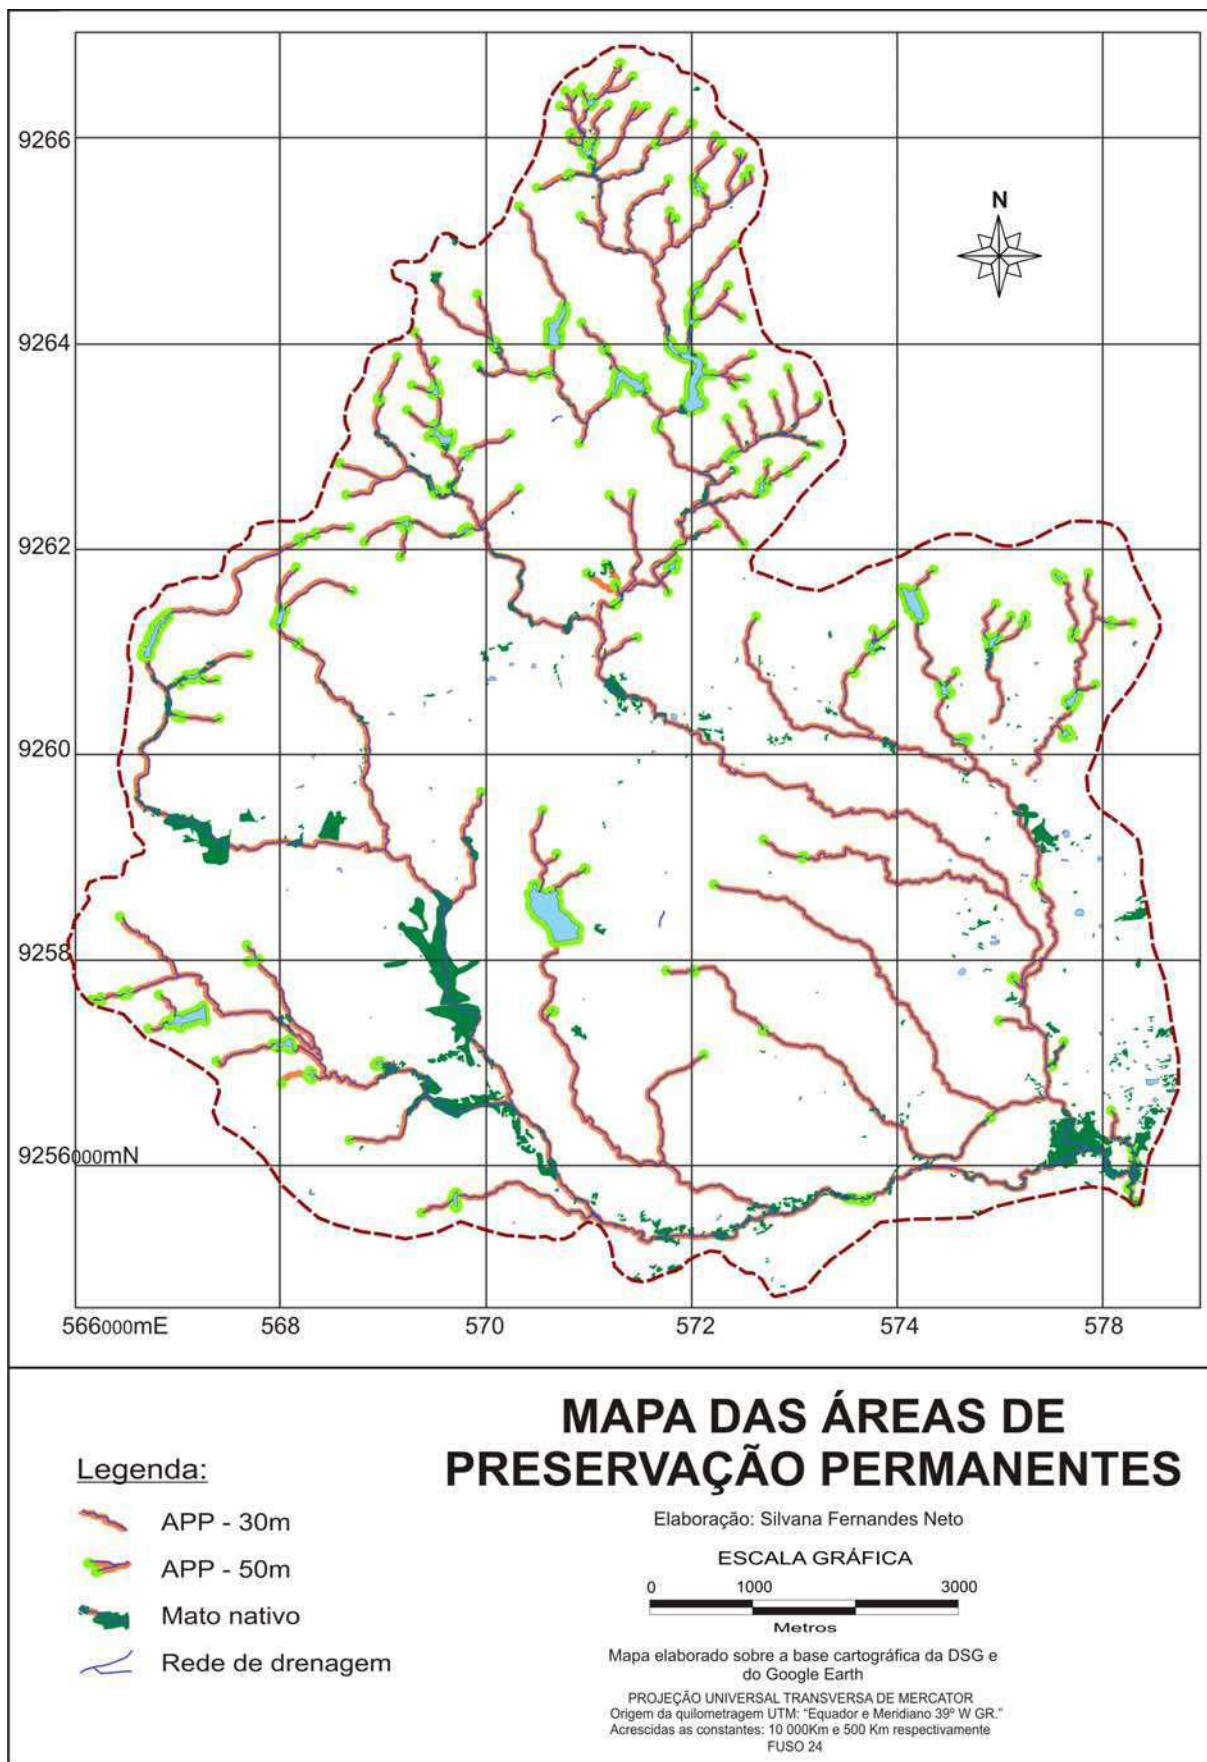 N
9266
9264
9262
9260
9258
9256000mN
566000mE 568 570 572 574 578
MAPA DAS ÁREAS DE
PRESERVAÇÃO PERMANENTES
Legenda:
APP - 30m
APP - 50m
Mato nativo
Rede de drenagem
Elaboração: Silvana Fernandes Neto
ESCALA GRÁFICA
0 1000 3000
Metros
Mapa elaborado sobre a base cartográfica da DSG e
do Google Earth
PROJEÇÃO UNIVERSAL TRANSVERSA DE MERCATOR
Origem da quilometragem UTM: “Equador e Meridiano 39º W GR.”
Acrescidas as constantes: 10 000Km e 500 Km respectivamente
FUSO 24